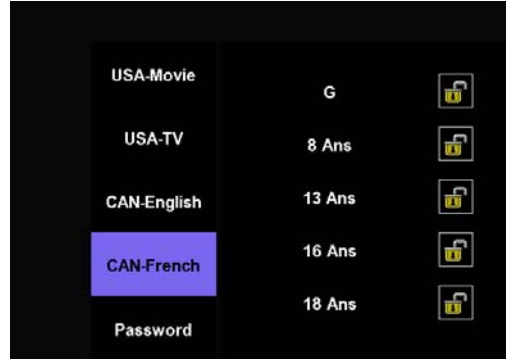 USA-Movie
USA-TV
CAN-English
CAN-French
Password
G
8 Ans
13 Ans
16 Ans
18 Ans